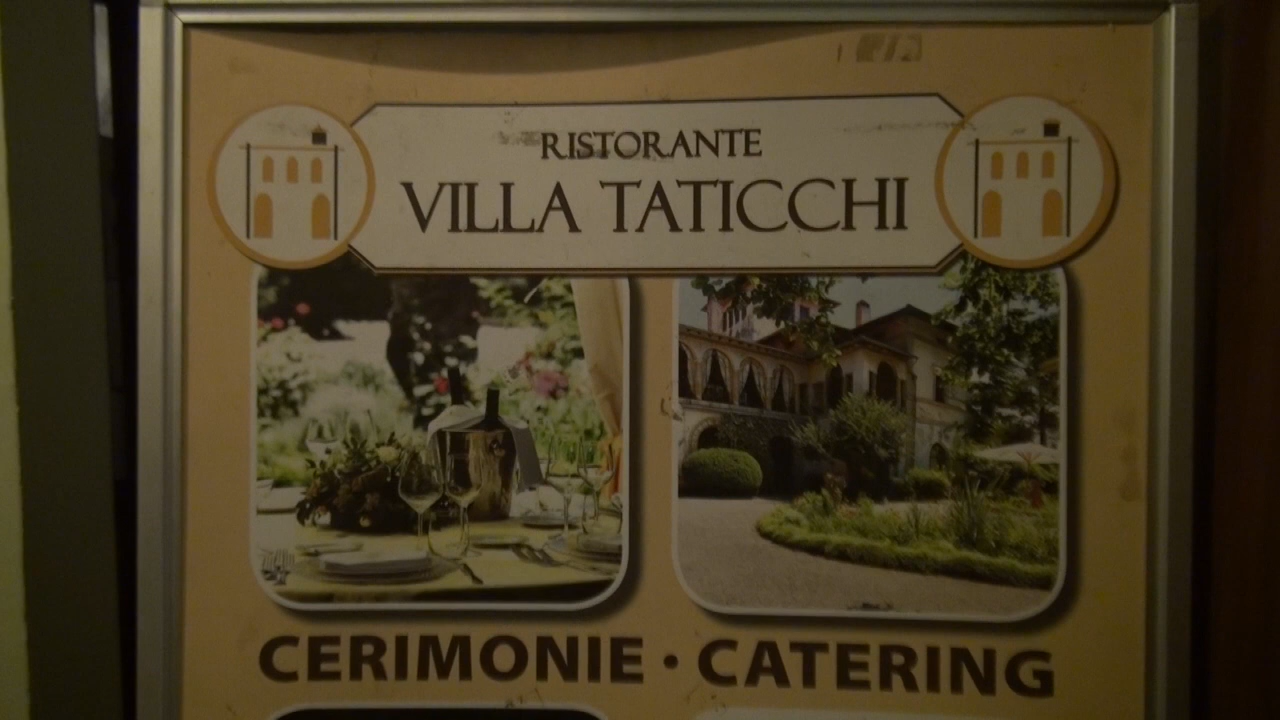 RISTORANTE
VILLA TATICCHI
CERIMONIE • CATERING